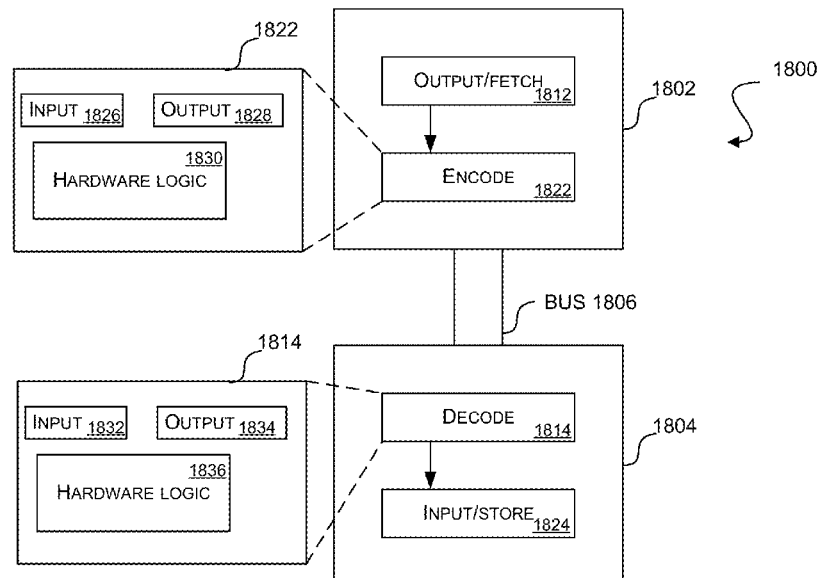 1822
1800
1802
OUTPUT/FETCH
1812
INPUT 1826
OUTPUT 1828
1830
HARDWARE LOGIC
ENCODE
1822
BUS 1806
1814
1804
INPUT 1832
OUTPUT 1834
1836
HARDWARE LOGIC
DECODE
1814
INPUT/STORE
1824